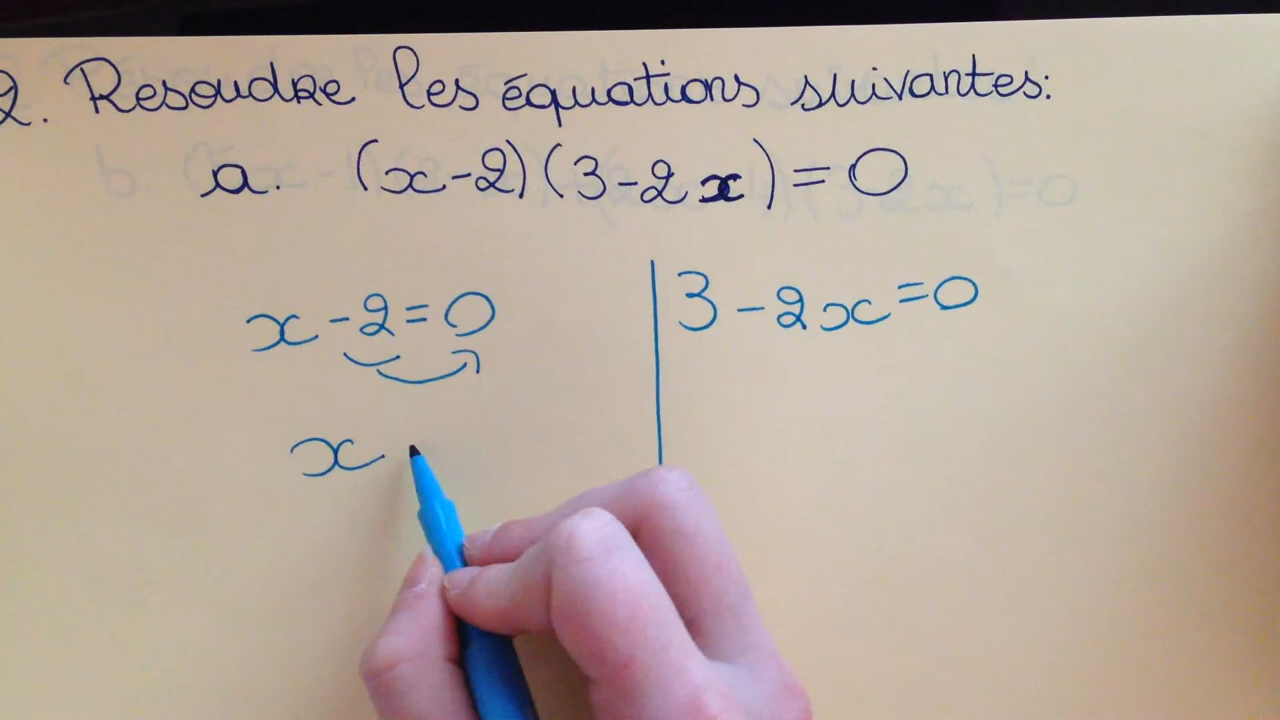 2. Resoudre les équations suivantes:
a. (x-2)(3-2x)=0
x-2=0
3-2x=0
x